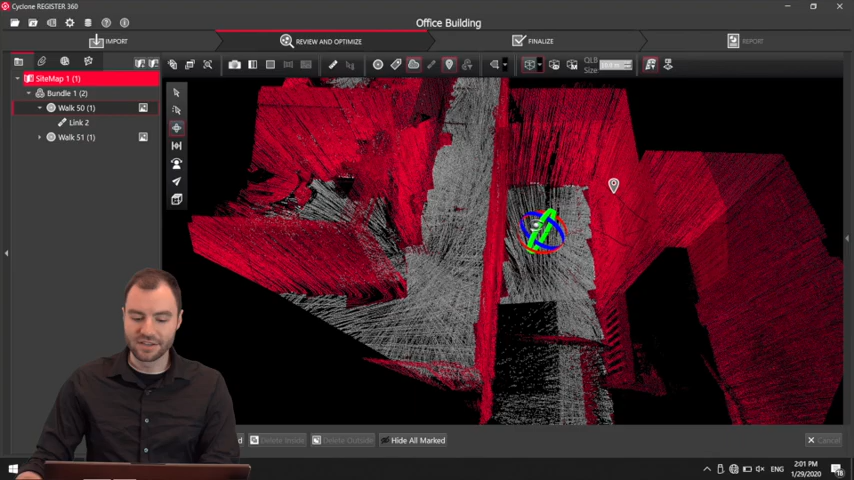 Cyclone REGISTER 360
Office Building
IMPORT
REVIEW AND OPTIMIZE
FINALIZE
REPORT
QLB
Size
SiteMap 1 (1)
Bundle 1 (2)
Walk 50 (1)
Link 2
Walk 51 (1)
Delete Inside
Delete Outside
Hide All Marked
Cancel
ENG
2:01 PM
1/29/2020